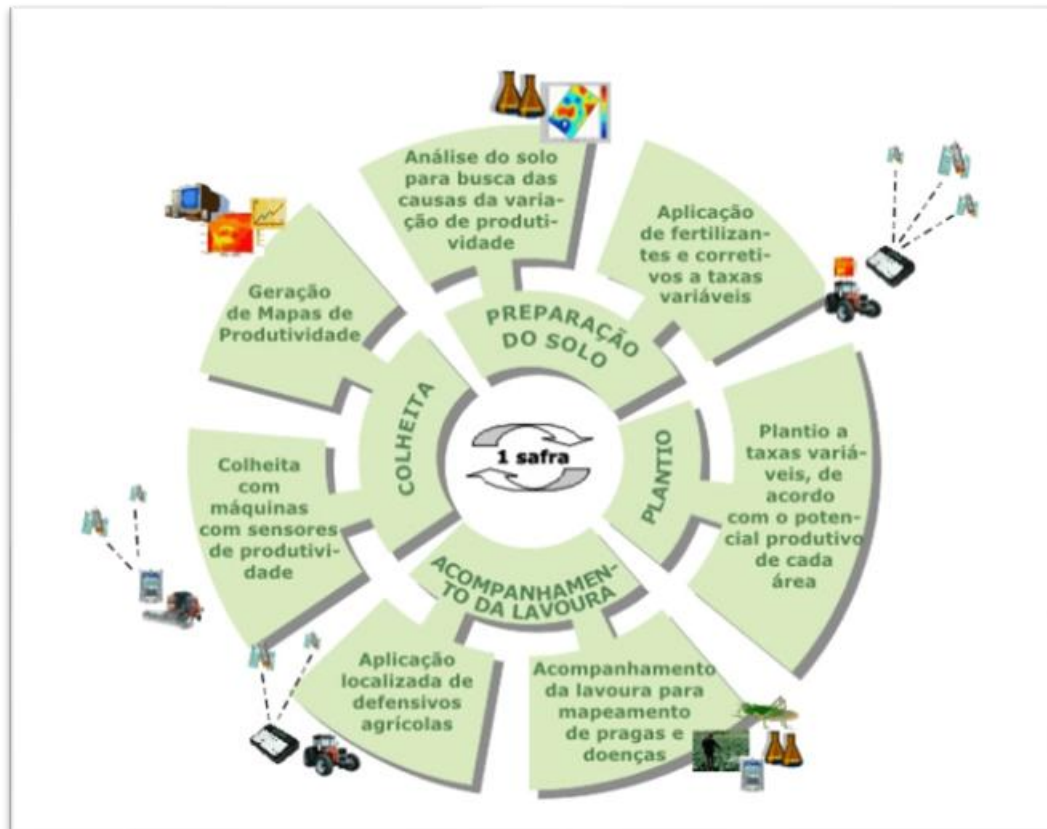 Análise do solo
para busca das
causas da varia-
ção de produti-
vidade
Aplicação
de fertilizan-
tes e correti-
vos a taxas
variáveis
PREPARAÇÃO
DO SOLO
Plantio a
taxas variá-
veis, de
acordo
com o poten-
cial produtivo
de cada
área
PLANTIO
Acompanhamento
da lavoura para
mapeamento
de pragas e
doenças
Aplicação
localizada de
defensivos
agrícolas
ACOMPANHAMEN-
TO DA LAVOURA
Colheita
com
máquinas
com sensores
de produtivi-
dade
Geração
de Mapas de
Produtividade
COLHEITA
1 safra